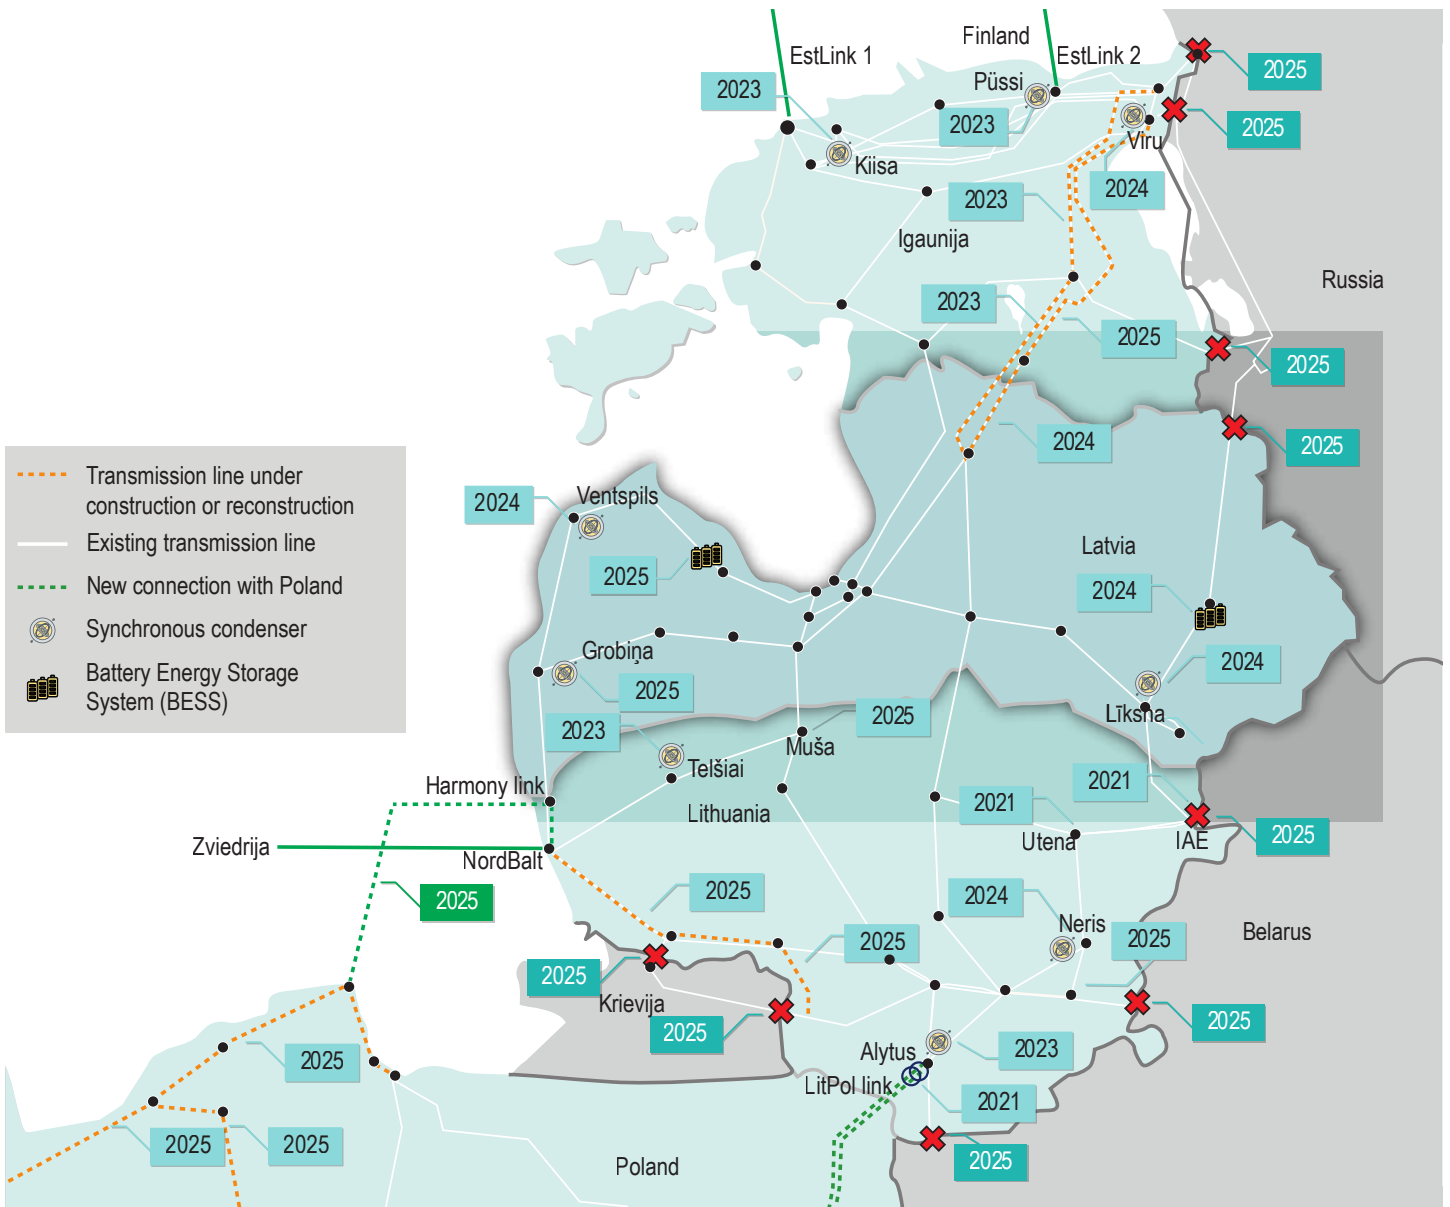 Finland
EstLink 1
EstLink 2
2025
Püssi
2023
2023
2025
Viru
Kiisa
2024
2023
Igaunija
Russia
2023
2025
2025
2024
2025
Transmission line under
construction or reconstruction
Existing transmission line
New connection with Poland
Synchronous condenser
Battery Energy Storage
System (BESS)
2024
Ventspils
Latvia
2025
2024
Grobiņa
2025
2024
Līksna
2023
2025
Muša
Telšiai
Harmony link
Lithuania
2021
2021
Utena
IAE
2025
Zviedrija
NordBalt
2025
2025
2024
Neris
2025
2025
Belarus
2025
Krievija
2025
2025
Alytus
2023
LitPol link
2021
2025
2025
2025
2025
Poland